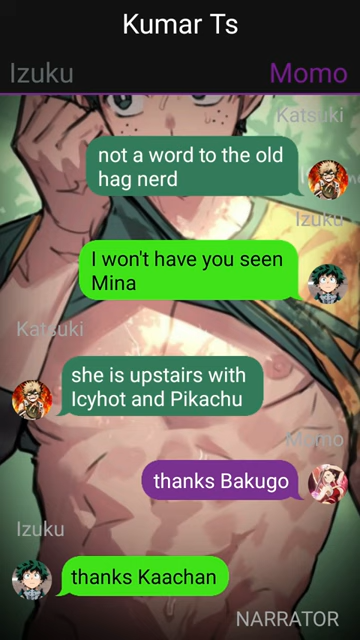 Kumar Ts
Izuku
Momo
Katsuki
not a word to the old
hag nerd
Izuku
I won't have you seen
Mina
Katsuki
she is upstairs with
Icyhot and Pikachu
Momo
thanks Bakugo
Izuku
thanks Kaachan
NARRATOR